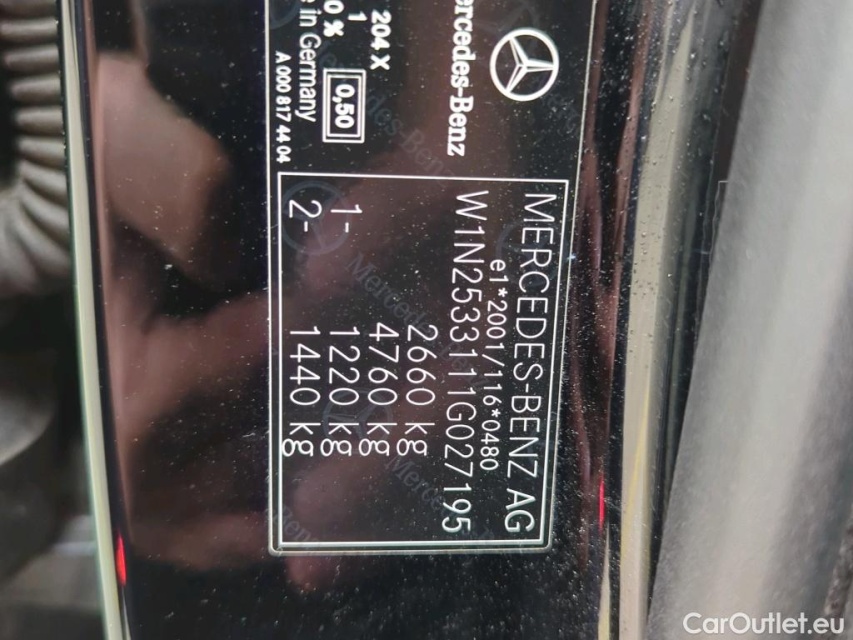 Mercedes-Benz
204 X
1
0 %
0,50
in Germany
A 000 817 44 04
MERCEDES-BENZ AG
e1*2001/116*0480
W1N2533111G027195
2660 kg
4760 kg
1- 1220 kg
2- 1440 kg
CarOutlet.eu